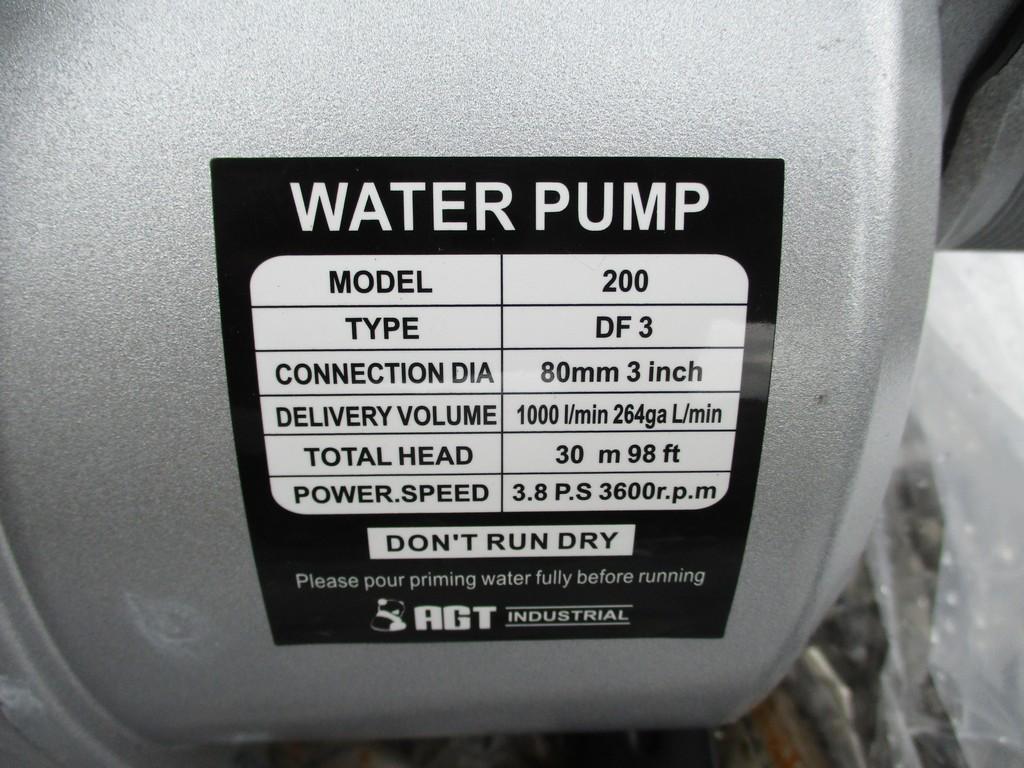 WATER PUMP
MODEL 200
TYPE DF 3
CONNECTION DIA 80mm 3 inch
DELIVERY VOLUME 1000 l/min 264ga L/min
TOTAL HEAD 30 m 98 ft
POWER.SPEED 3.8 P.S 3600r.p.m
DON'T RUN DRY
Please pour priming water fully before running
AGT INDUSTRIAL